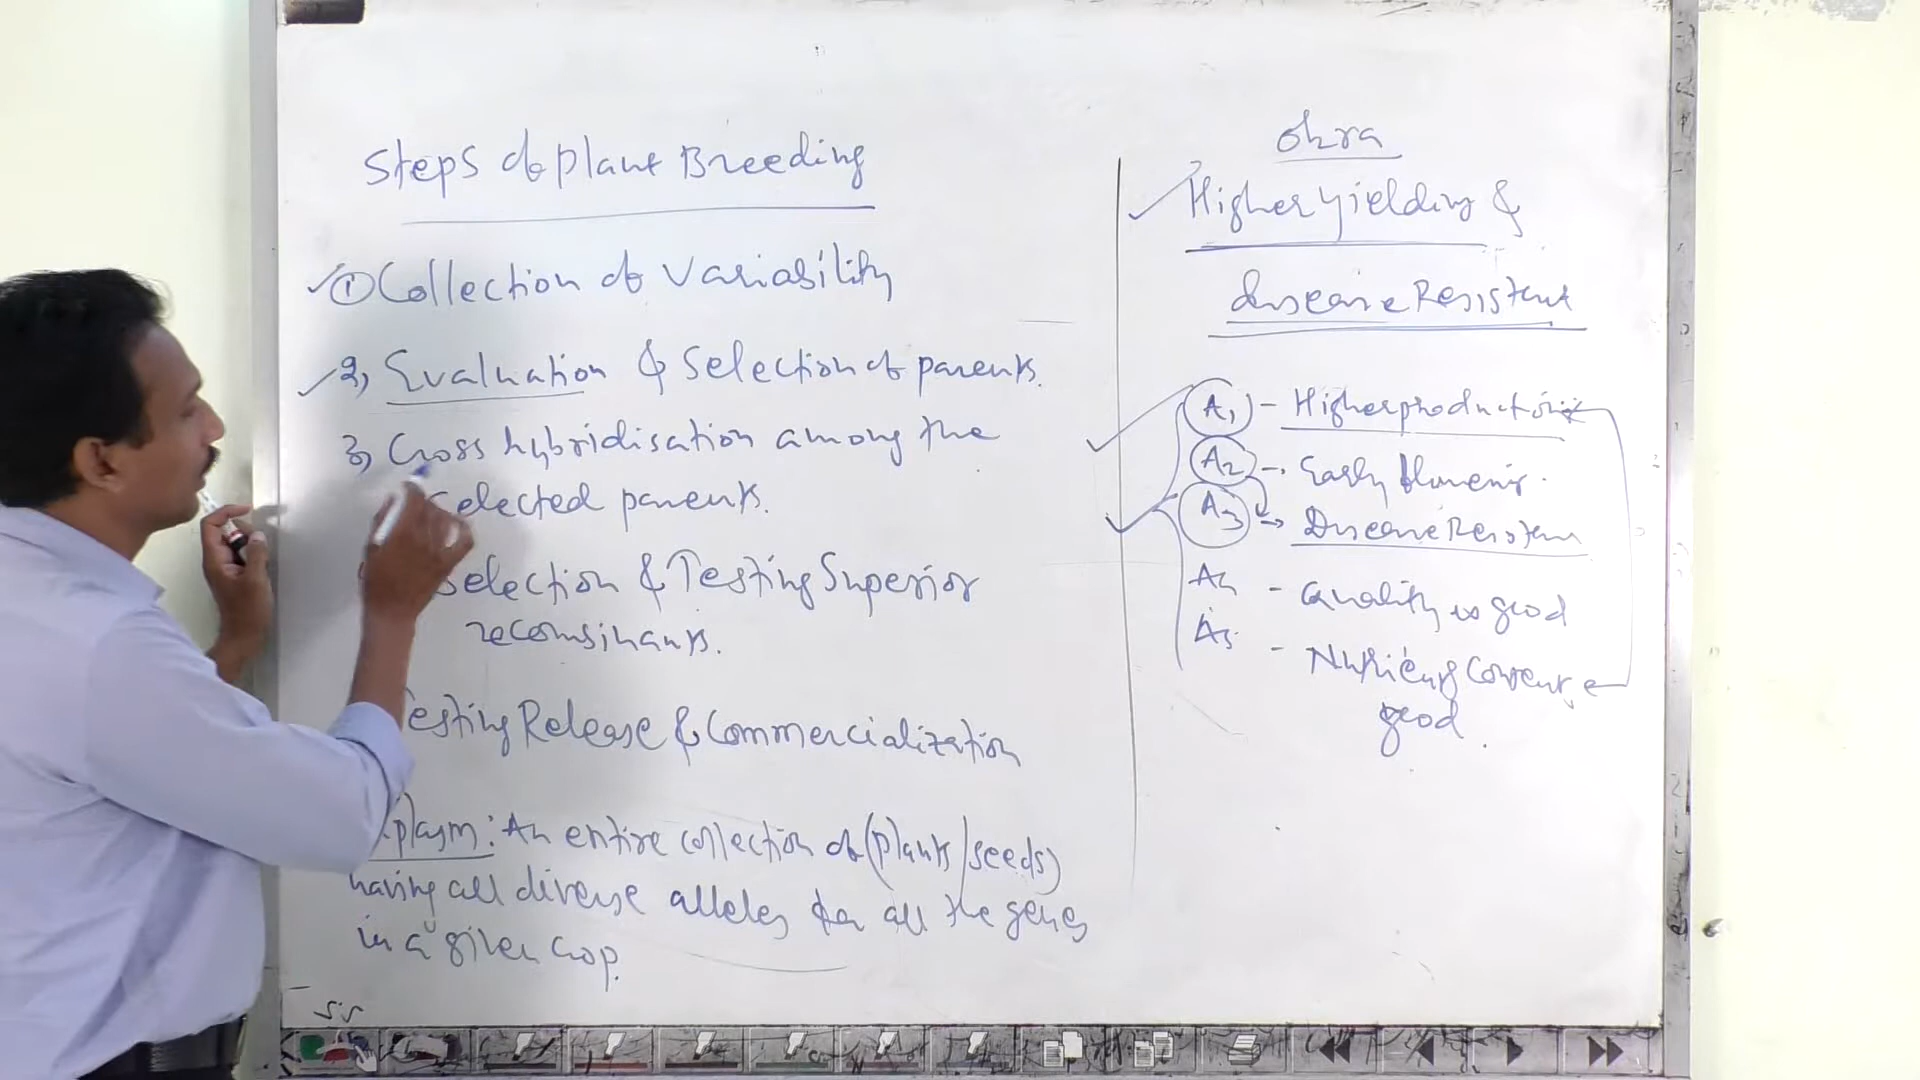 Steps of plant Breeding
① Collection of Variability
2, Evaluation & Selection of parents.
3, Cross hybridisation among the
selected parents.
Selection & Testing Superior
recombinants.
Testing Release & Commercialization
plasm: An entire collection of (plants/seeds)
having all diverse alleles for all the genes
in a given crop.
Okra
Higher yielding &
disease Resistent
A1 - Higher production
A2 - Early flowering.
A3 → Disease Resisten
A4 - Quality is good
A5 - Nutrient Content
good